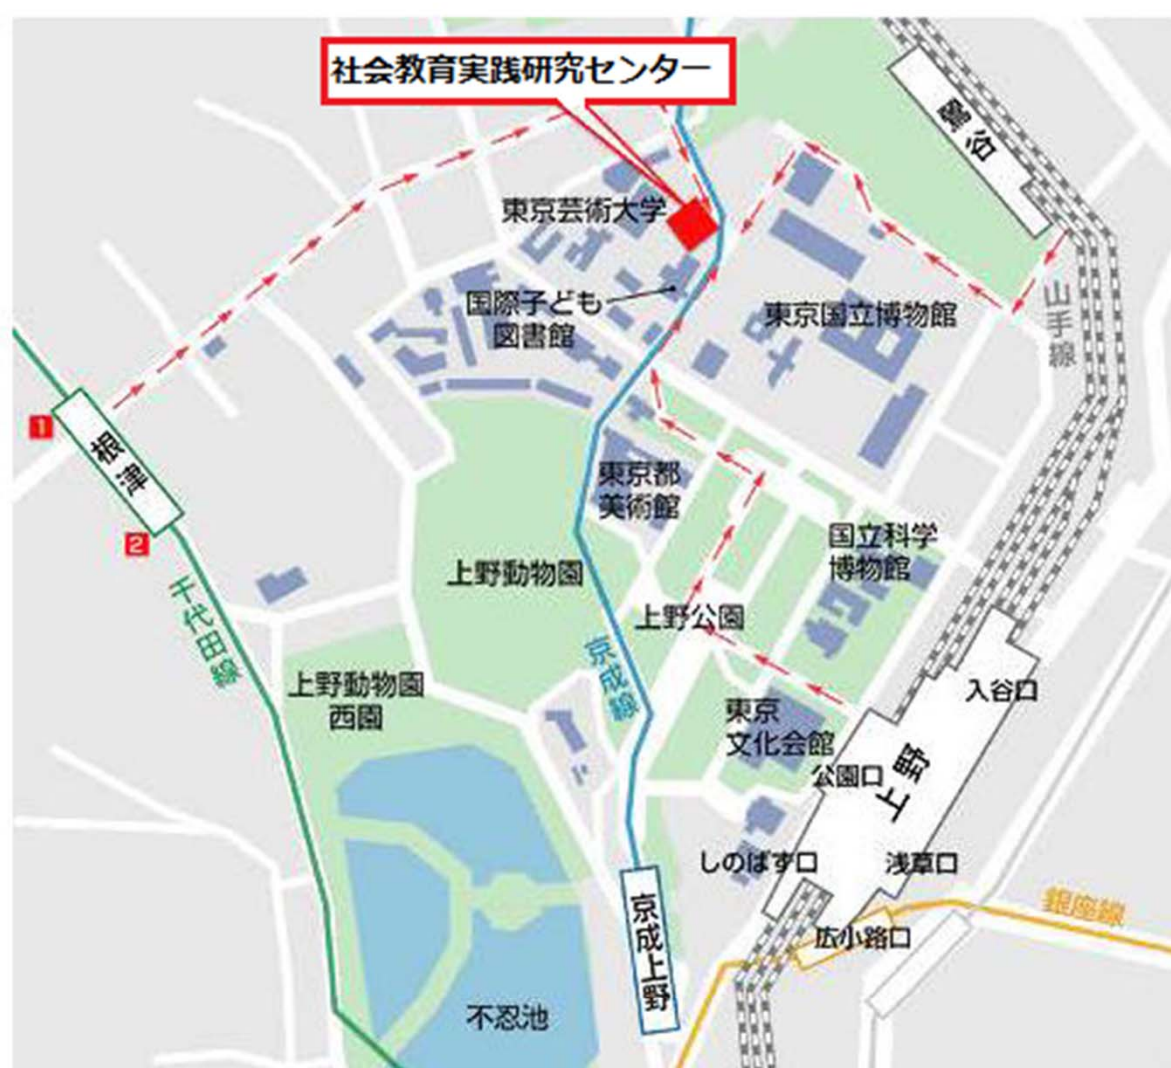 社会教育実践研究センター
鶯谷
東京芸術大学
国際子ども
図書館
東京国立博物館
山手線
1
根津
2
東京都
美術館
国立科学
博物館
上野動物園
上野公園
千代田線
京成線
上野動物園
西園
入谷口
東京
文化会館
公園口
上野
しのばず口
浅草口
京成上野
広小路口
銀座線
不忍池